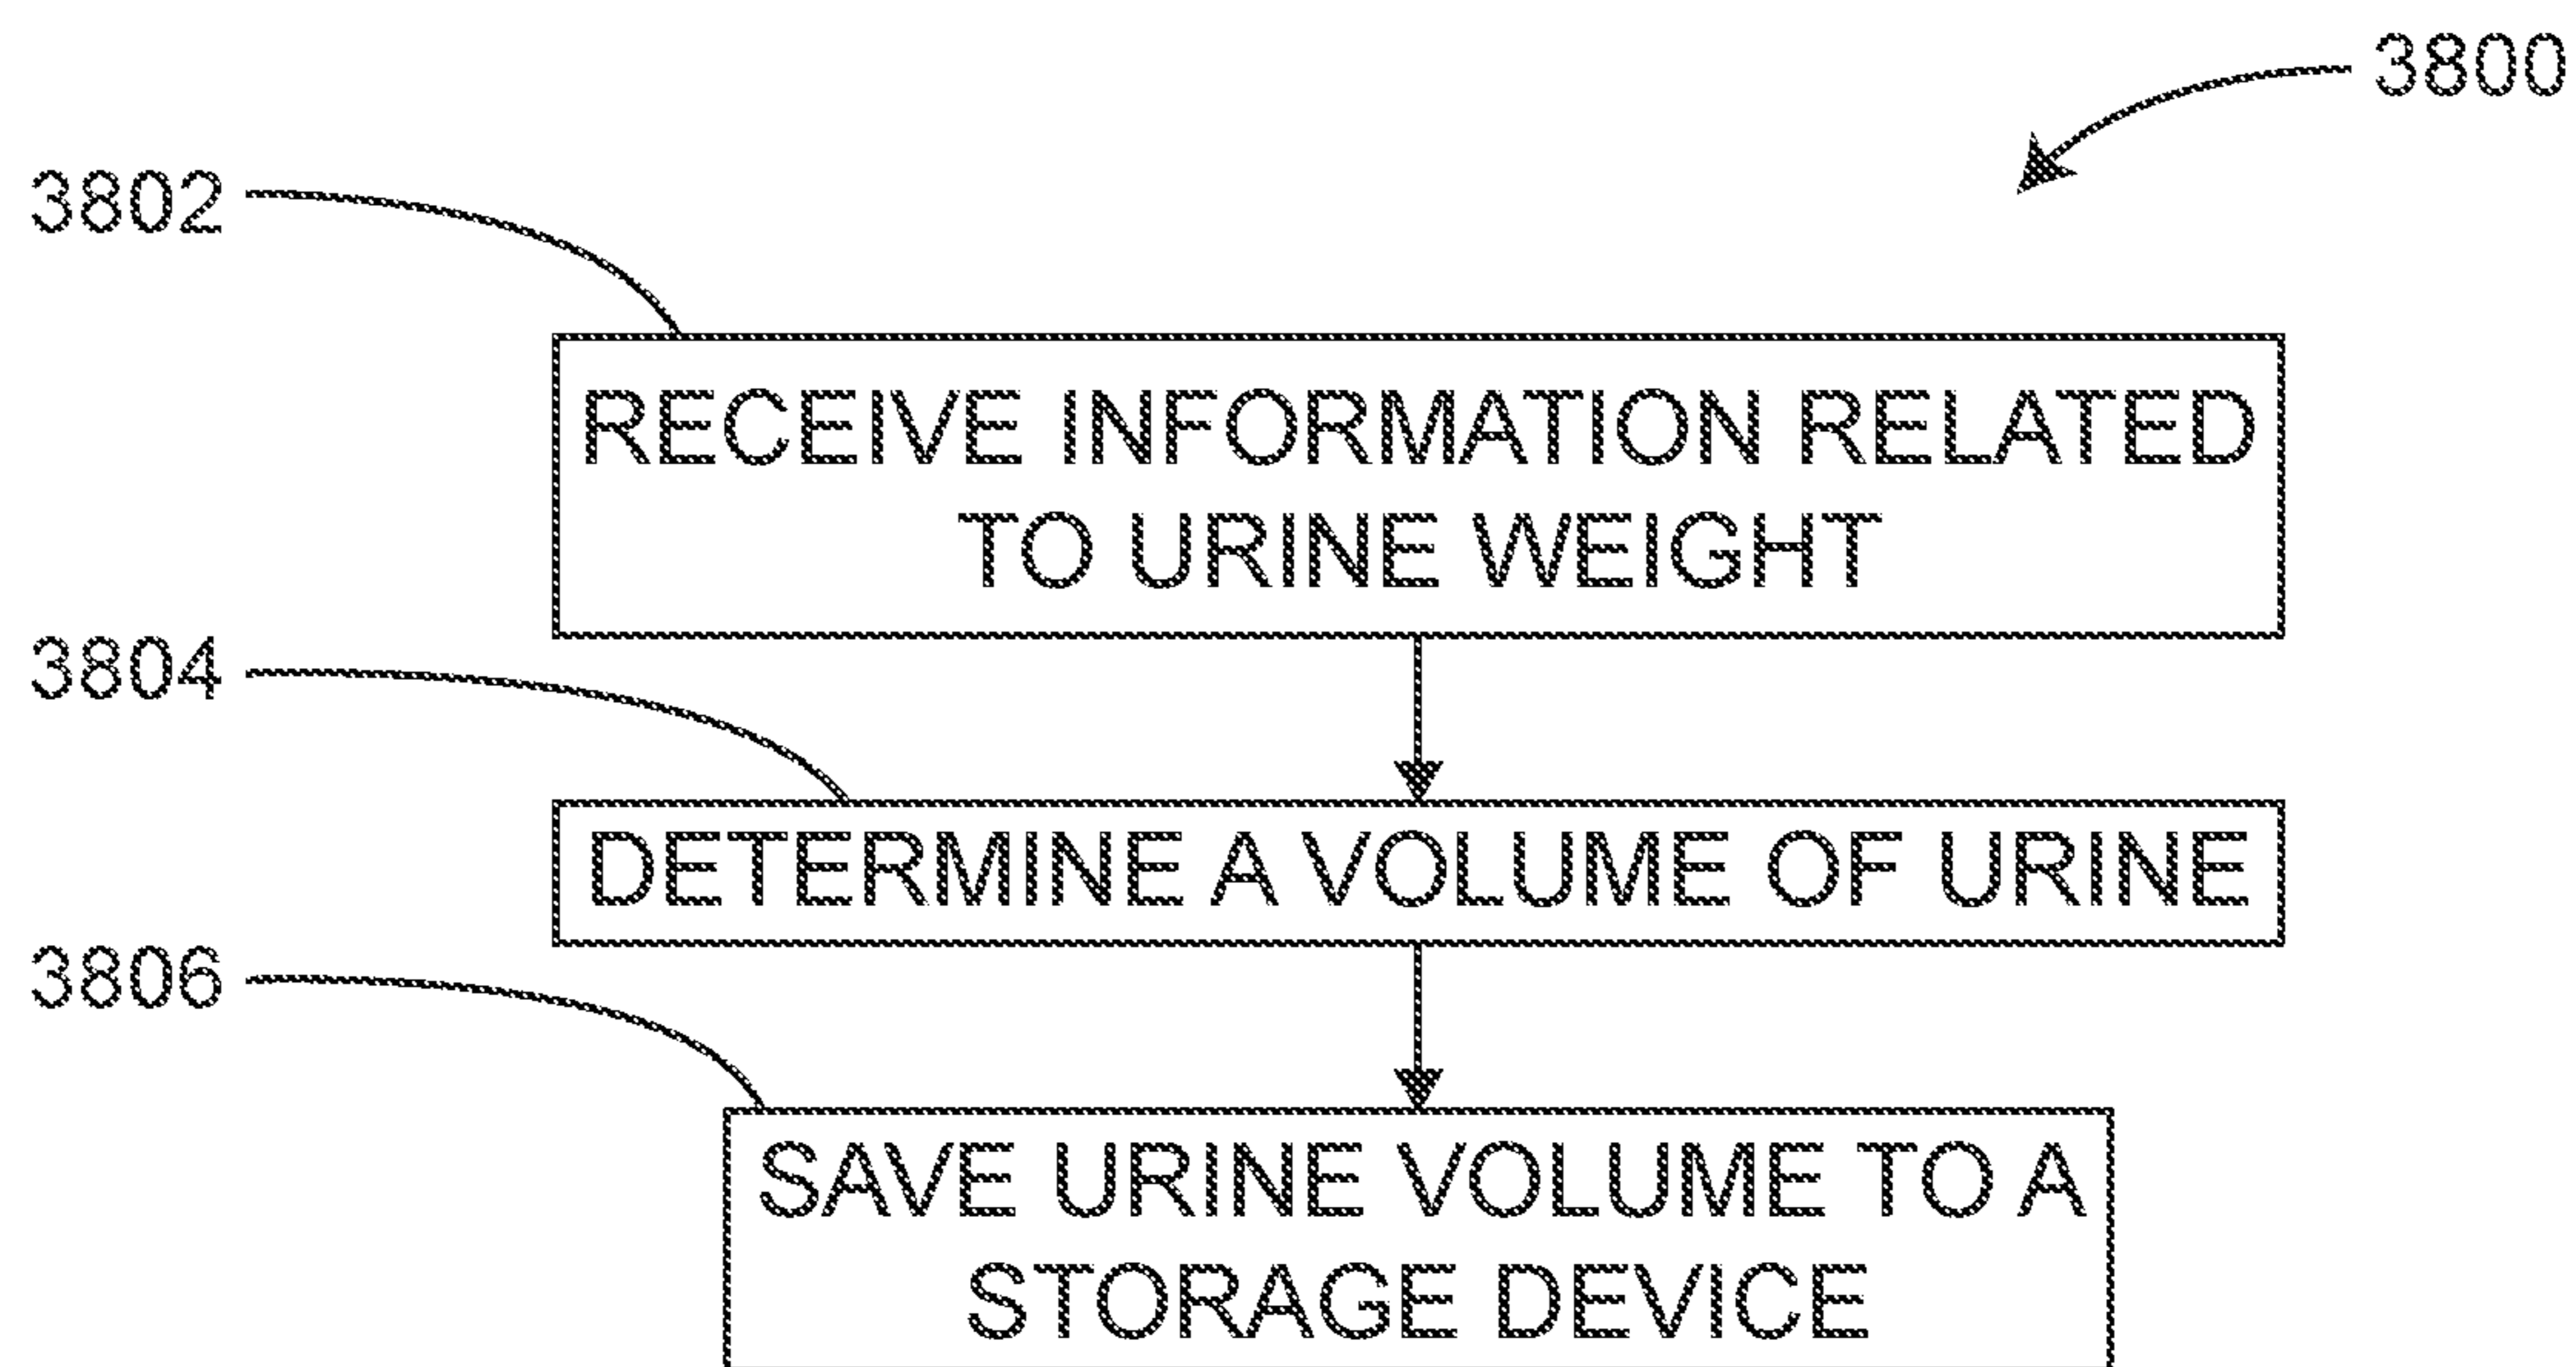 3800
3802
RECEIVE INFORMATION RELATED
TO URINE WEIGHT
3804
DETERMINE A VOLUME OF URINE
3806
SAVE URINE VOLUME TO A
STORAGE DEVICE